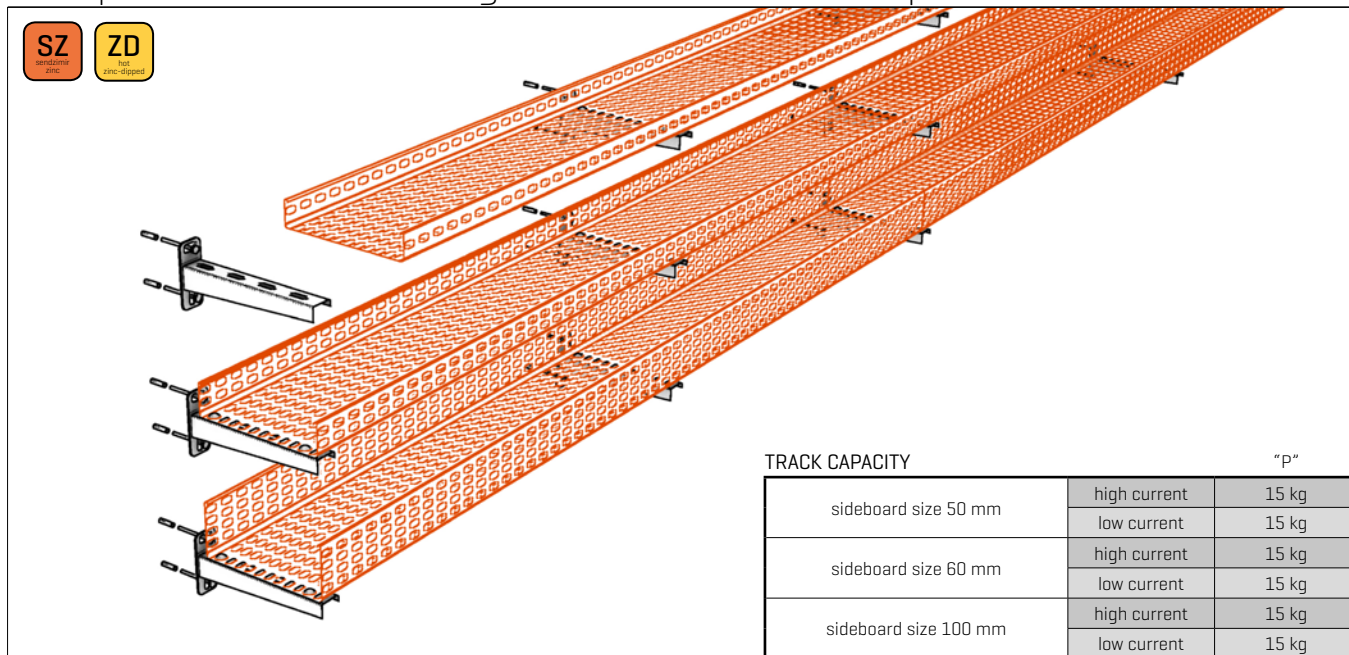 SZ
sendzimir
zinc
ZD
hot
zinc-dipped
TRACK CAPACITY "P"
sideboard size 50 mm high current 15 kg
low current 15 kg
sideboard size 60 mm high current 15 kg
low current 15 kg
sideboard size 100 mm high current 15 kg
low current 15 kg